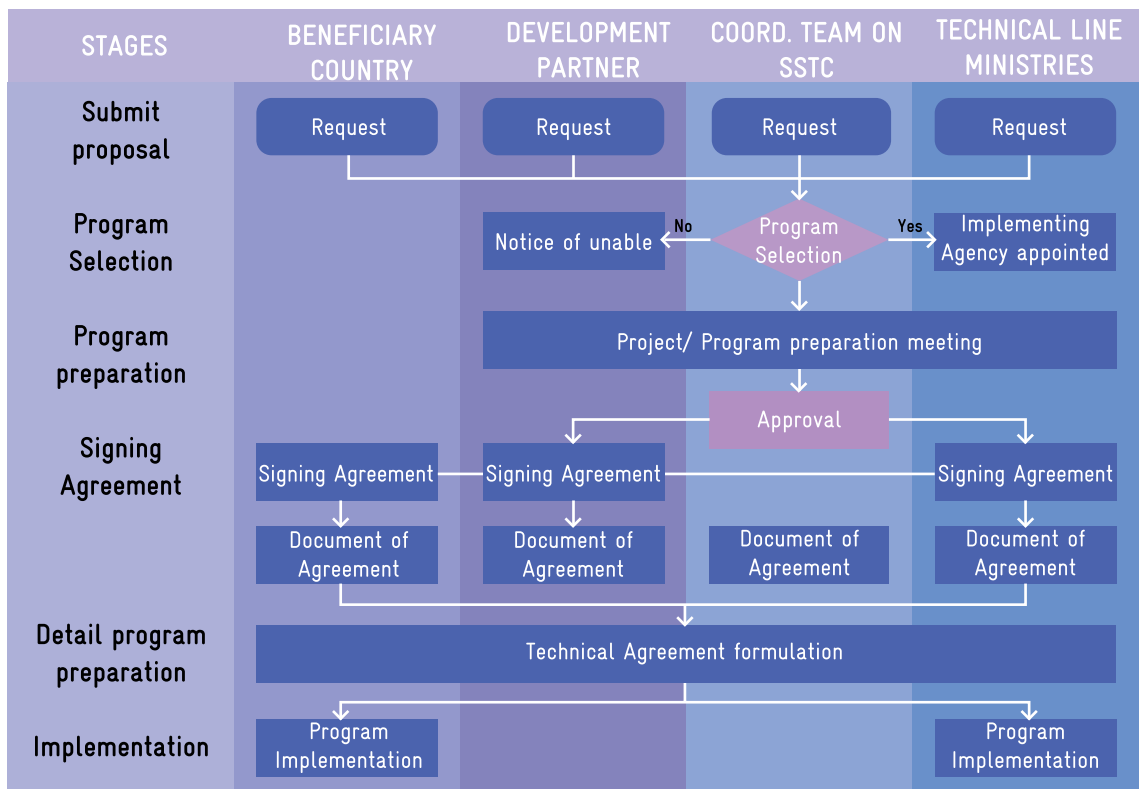 STAGES
BENEFICIARY
COUNTRY
DEVELOPMENT
PARTNER
COORD. TEAM ON
SSTC
TECHNICAL LINE
MINISTRIES
Submit
proposal
Request
Request
Request
Request
Program
Selection
Notice of unable
No
Program
Selection
Yes
Implementing
Agency appointed
Program
preparation
Project/ Program preparation meeting
Approval
Signing
Agreement
Signing Agreement
Signing Agreement
Signing Agreement
Document of
Agreement
Document of
Agreement
Document of
Agreement
Document of
Agreement
Detail program
preparation
Technical Agreement formulation
Implementation
Program
Implementation
Program
Implementation